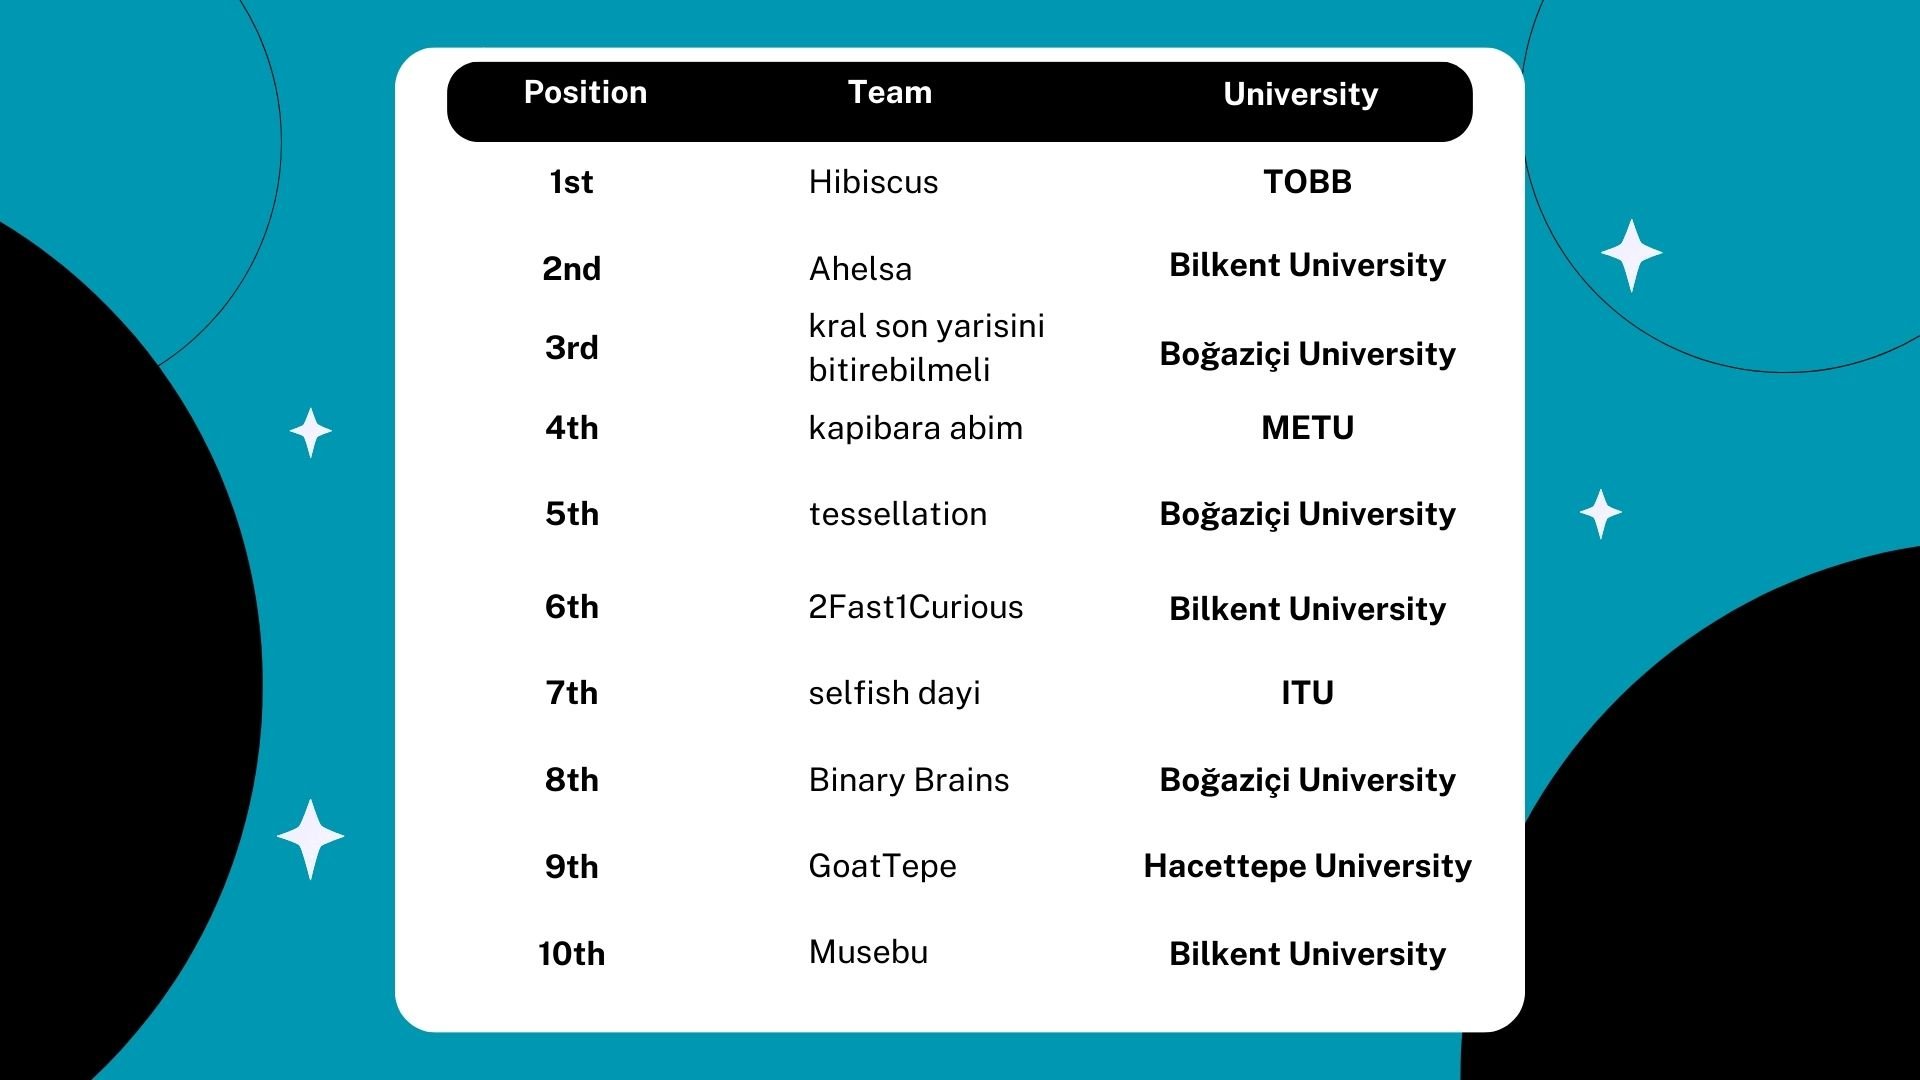 Position Team University
1st Hibiscus TOBB
2nd Ahelsa Bilkent University
3rd kral son yarisini
bitirebilmeli Boğaziçi University
4th kapibara abim METU
5th tessellation Boğaziçi University
6th 2Fast1Curious Bilkent University
7th selfish dayi ITU
8th Binary Brains Boğaziçi University
9th GoatTepe Hacettepe University
10th Musebu Bilkent University